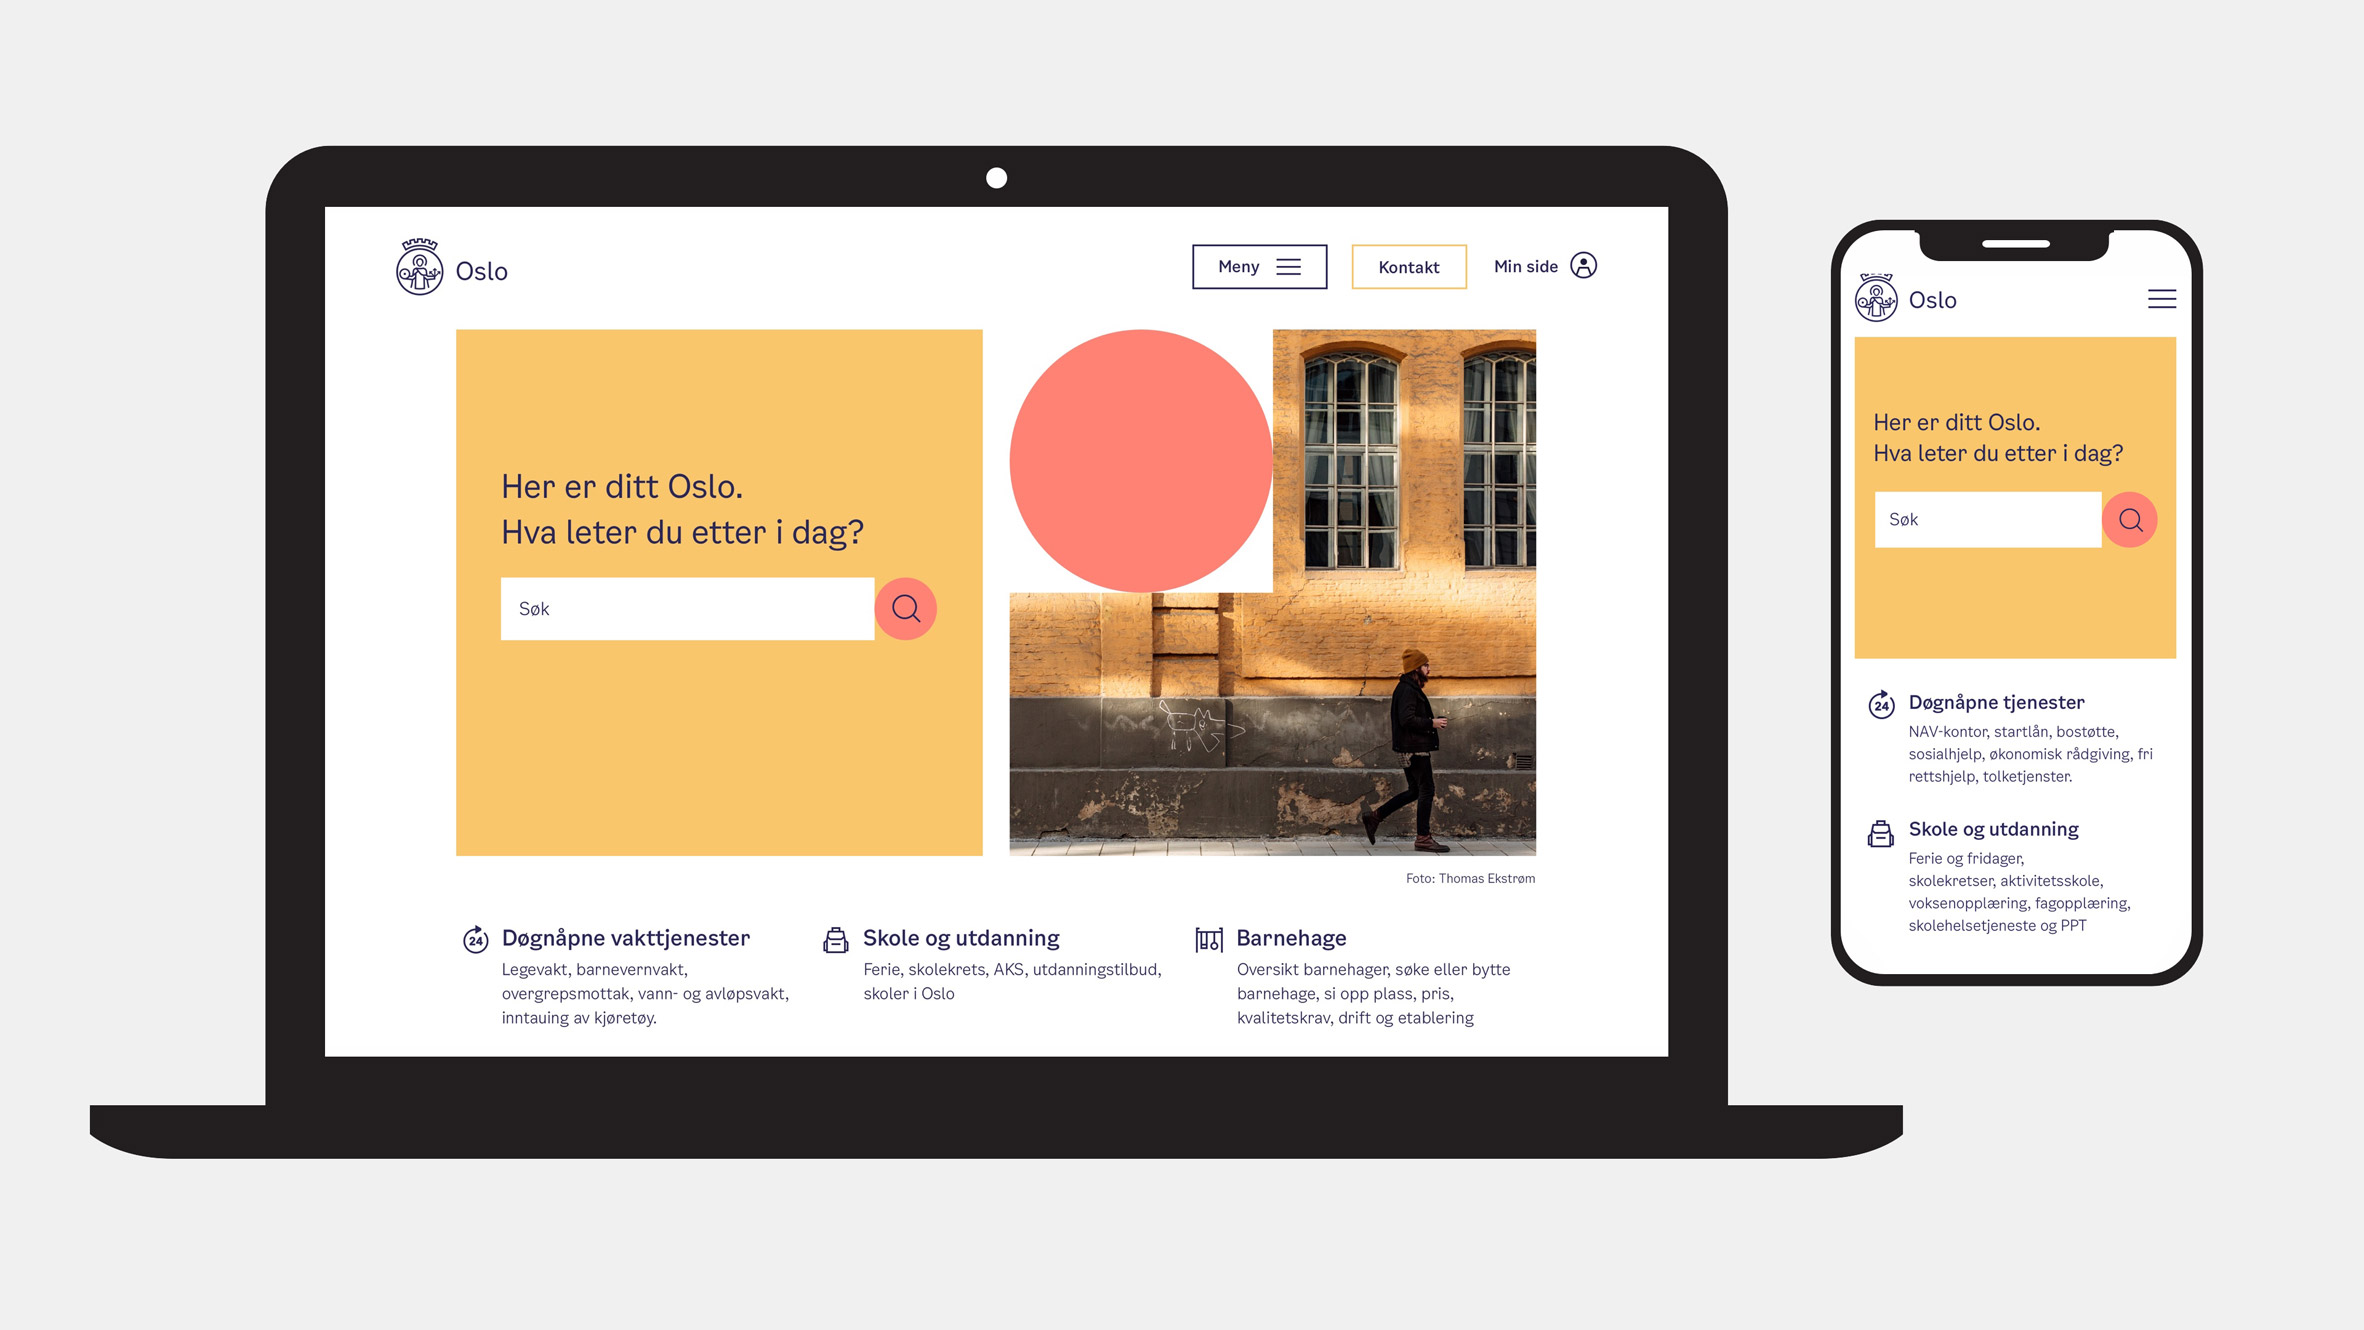 Oslo
Meny
Kontakt
Min side
Her er ditt Oslo.
Hva leter du etter i dag?
Søk
Foto: Thomas Ekstrøm
24
Døgnåpne vakttjenester
Legevakt, barnevernvakt,
overgrepsmottak, vann- og avløpsvakt,
inntauing av kjøretøy.
Skole og utdanning
Ferie, skolekrets, AKS, utdanningstilbud,
skoler i Oslo
Barnehage
Oversikt barnehager, søke eller bytte
barnehage, si opp plass, pris,
kvalitetskrav, drift og etablering
Oslo
Her er ditt Oslo.
Hva leter du etter i dag?
Søk
24
Døgnåpne tjenester
NAV-kontor, startlån, bostøtte,
sosialhjelp, økonomisk rådgiving, fri
rettshjelp, tolketjenster.
Skole og utdanning
Ferie og fridager,
skolekretser, aktivitetsskole,
voksenopplæring, fagopplæring,
skolehelsetjeneste og PPT